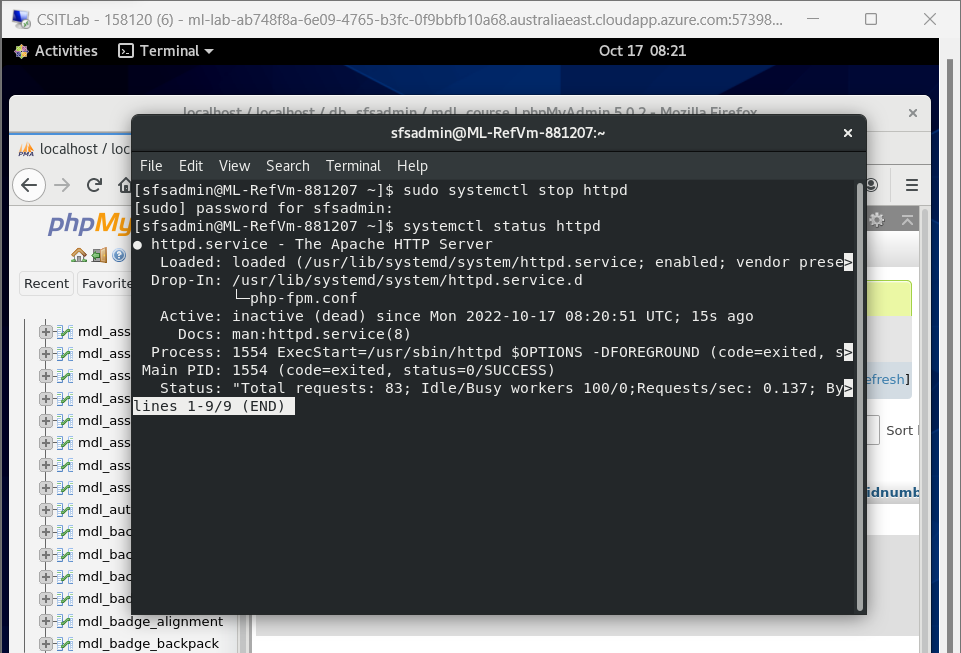 CSITLab - 158120 (6) - ml-lab-ab748f8a-6e09-4765-b3fc-0f9bbfb10a68.australiaeast.cloudapp.azure.com:57398...
Activities
Terminal
Oct 17 08:21
localhost / localhost / db_sfsadmin / mdl_course | phpMyAdmin 5.0.2 - Mozilla Firefox
localhost / loc
sfsadmin@ML-RefVm-881207:~
File Edit View Search Terminal Help
[sfsadmin@ML-RefVm-881207 ~]$ sudo systemctl stop httpd
[sudo] password for sfsadmin:
[sfsadmin@ML-RefVm-881207 ~]$ systemctl status httpd
● httpd.service - The Apache HTTP Server
Loaded: loaded (/usr/lib/systemd/system/httpd.service; enabled; vendor prese>
Drop-In: /usr/lib/systemd/system/httpd.service.d
└─php-fpm.conf
Active: inactive (dead) since Mon 2022-10-17 08:20:51 UTC; 15s ago
Docs: man:httpd.service(8)
Process: 1554 ExecStart=/usr/sbin/httpd $OPTIONS -DFOREGROUND (code=exited, s>
Main PID: 1554 (code=exited, status=0/SUCCESS)
Status: "Total requests: 83; Idle/Busy workers 100/0;Requests/sec: 0.137; By>
lines 1-9/9 (END)
phpMy
Recent
Favorite
mdl_ass
mdl_ass
mdl_ass
mdl_ass
mdl_ass
mdl_ass
mdl_ass
mdl_ass
mdl_aut
mdl_bac
mdl_bac
mdl_bac
mdl_bad
mdl_badge_alignment
mdl_badge_backpack
efresh]
Sort
idnumb